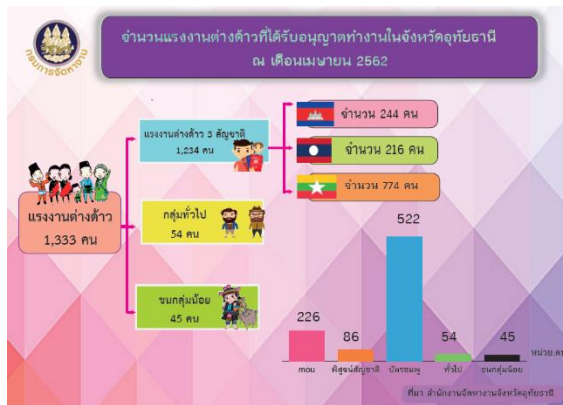 จำนวนแรงงานต่างด้าวที่ได้รับอนุญาตทำงานในจังหวัดอุทัยธานี
ณ เดือนเมษายน 2562
กรมการจัดหางาน
แรงงานต่างด้าว 3 สัญชาติ
1,234 คน
จำนวน 244 คน
จำนวน 216 คน
จำนวน 774 คน
แรงงานต่างด้าว
1,333 คน
กลุ่มทั่วไป
54 คน
ชนกลุ่มน้อย
45 คน
522
226
86
54
45
หน่วย:คน
mou
พิสูจน์สัญชาติ
บัตรชมพู
ทั่วไป
ชนกลุ่มน้อย
ที่มา สำนักงานจัดหางานจังหวัดอุทัยธานี